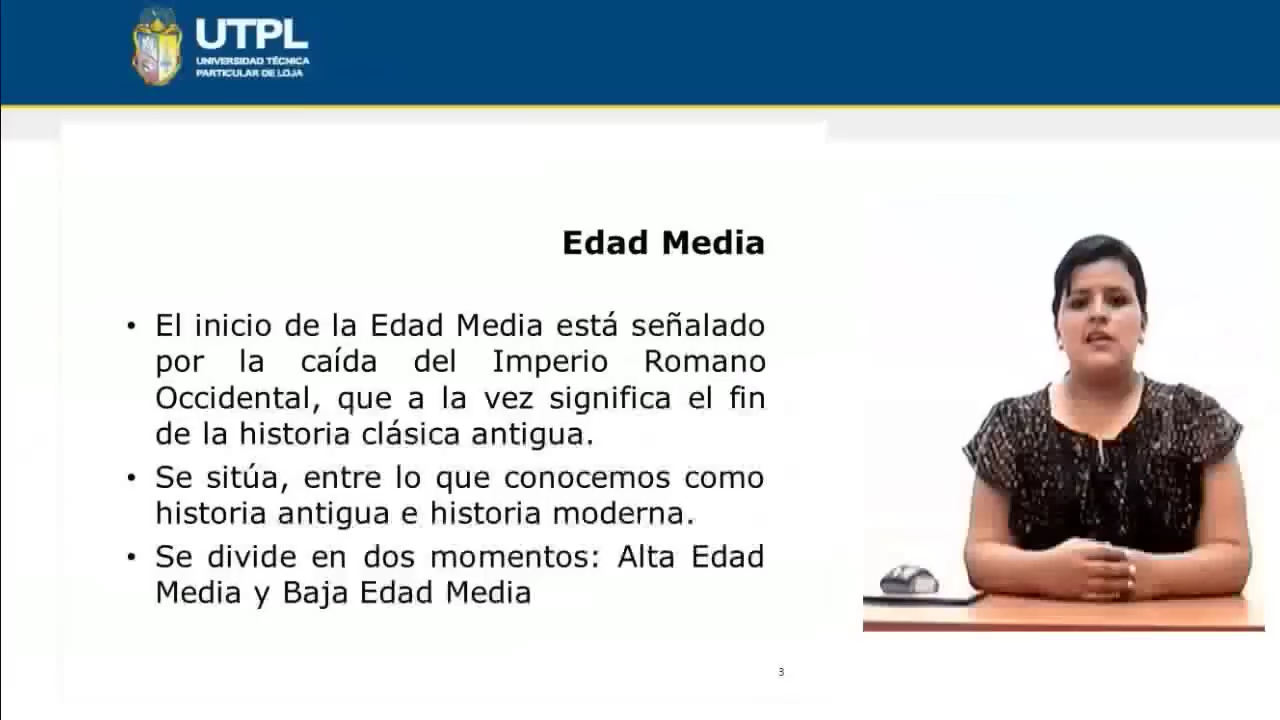 UTPL
UNIVERSIDAD TÉCNICA
PARTICULAR DE LOJA
Edad Media
• El inicio de la Edad Media está señalado
por la caída del Imperio Romano
Occidental, que a la vez significa el fin
de la historia clásica antigua.
• Se sitúa, entre lo que conocemos como
historia antigua e historia moderna.
• Se divide en dos momentos: Alta Edad
Media y Baja Edad Media
3